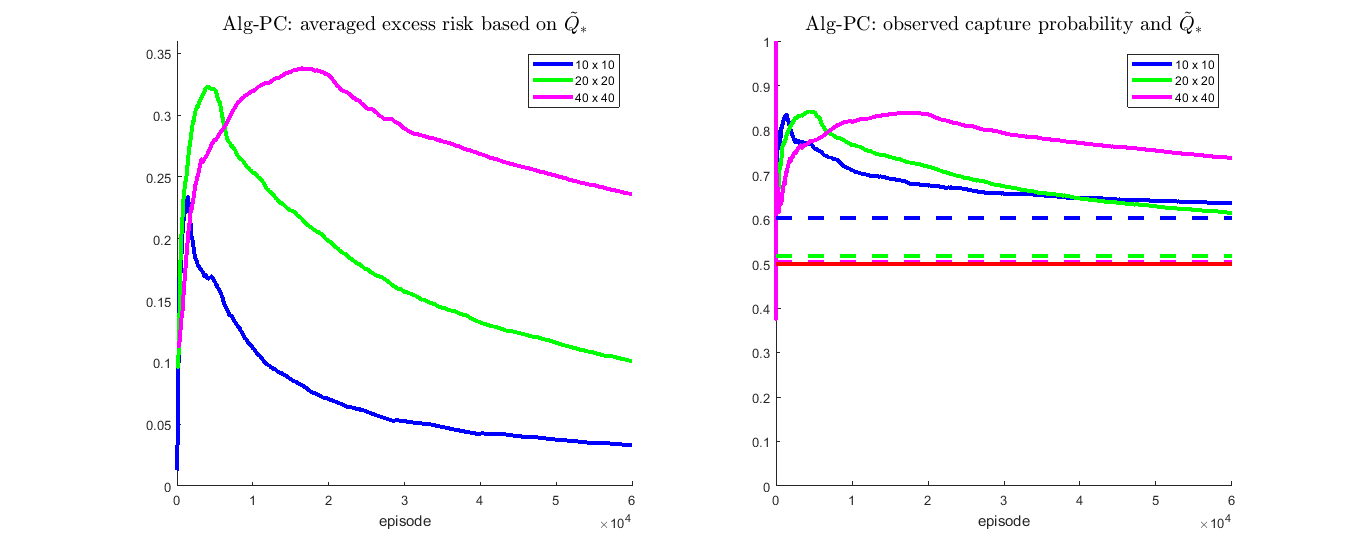 Alg-PC: averaged excess risk based on Q̃*
0.35
0.3
0.25
0.2
0.15
0.1
0.05
0
0 1 2 3 4 5 6
episode
×10⁴
10 x 10
20 x 20
40 x 40
Alg-PC: observed capture probability and Q̃*
1
0.9
0.8
0.7
0.6
0.5
0.4
0.3
0.2
0.1
0
0 1 2 3 4 5 6
episode
×10⁴
10 x 10
20 x 20
40 x 40